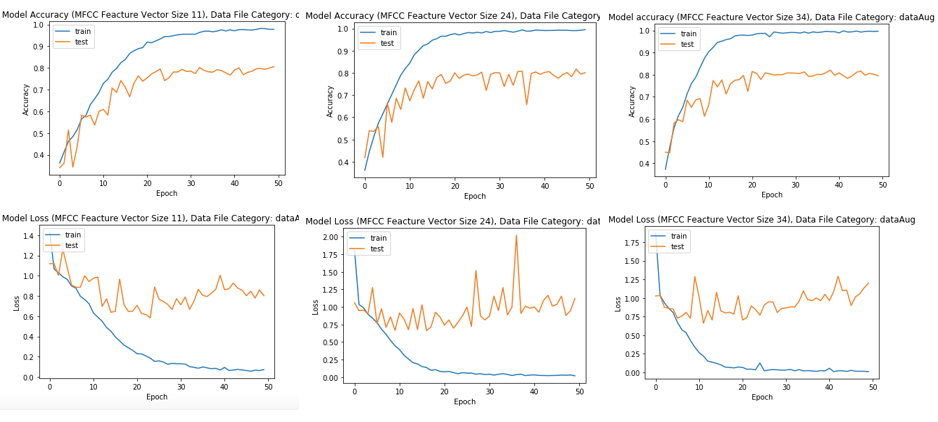 Model Accuracy (MFCC Feacture Vector Size 11), Data File Category: c
1.0
0.9
0.8
0.7
0.6
0.5
0.4
Accuracy
train
test
0 10 20 30 40 50
Epoch
Model Accuracy (MFCC Feacture Vector Size 24), Data File Category
1.0
0.9
0.8
0.7
0.6
0.5
0.4
Accuracy
train
test
0 10 20 30 40 50
Epoch
Model accuracy (MFCC Feacture Vector Size 34), Data File Category: dataAug
1.0
0.9
0.8
0.7
0.6
0.5
0.4
Accuracy
train
test
0 10 20 30 40 50
Epoch
Model Loss (MFCC Feacture Vector Size 11), Data File Category: dataA
1.4
1.2
1.0
0.8
0.6
0.4
0.2
0.0
Loss
train
test
0 10 20 30 40 50
Epoch
Model Loss (MFCC Feacture Vector Size 24), Data File Category: dat
2.00
1.75
1.50
1.25
1.00
0.75
0.50
0.25
0.00
Loss
train
test
0 10 20 30 40 50
Epoch
Model Loss (MFCC Feacture Vector Size 34), Data File Category: dataAug
1.75
1.50
1.25
1.00
0.75
0.50
0.25
0.00
Loss
train
test
0 10 20 30 40 50
Epoch